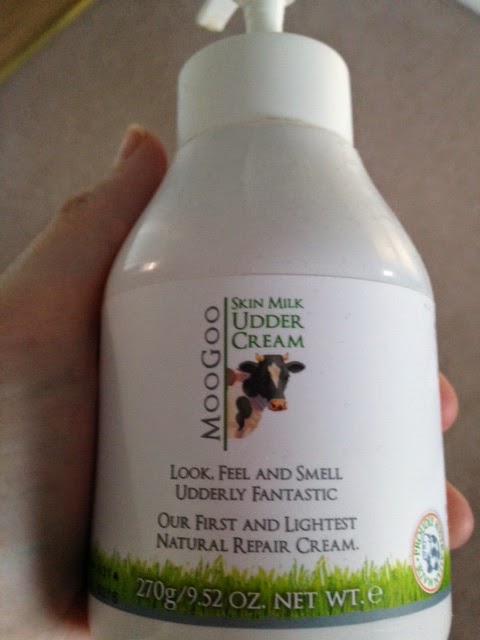 MooGoo
Skin Milk
Udder
Cream
Look, Feel and Smell
Udderly Fantastic
Our First and Lightest
Natural Repair Cream.
270g/9.52 OZ. NET WT. e